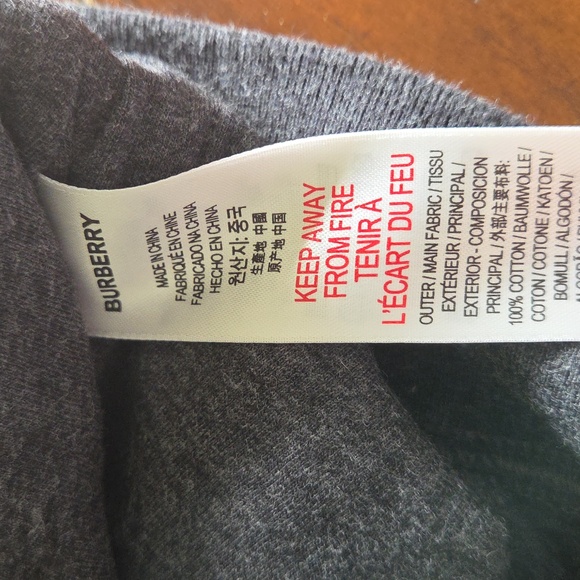 BURBERRY
MADE IN CHINA
FABRIQUÉ EN CHINE
FABRICADO NA CHINA
HECHO EN CHINA
원산지: 중국
生產地 中國
原产地 中国
KEEP AWAY
FROM FIRE
TENIR À
L'ÉCART DU FEU
OUTER / MAIN FABRIC / TISSU
EXTÉRIEUR / PRINCIPAL /
EXTERIOR - COMPOSICION
PRINCIPAL / 外部/主要布料:
100% COTTON / BAUMWOLLE /
COTON / COTONE / KATOEN /
BOMULL / ALGODÓN /